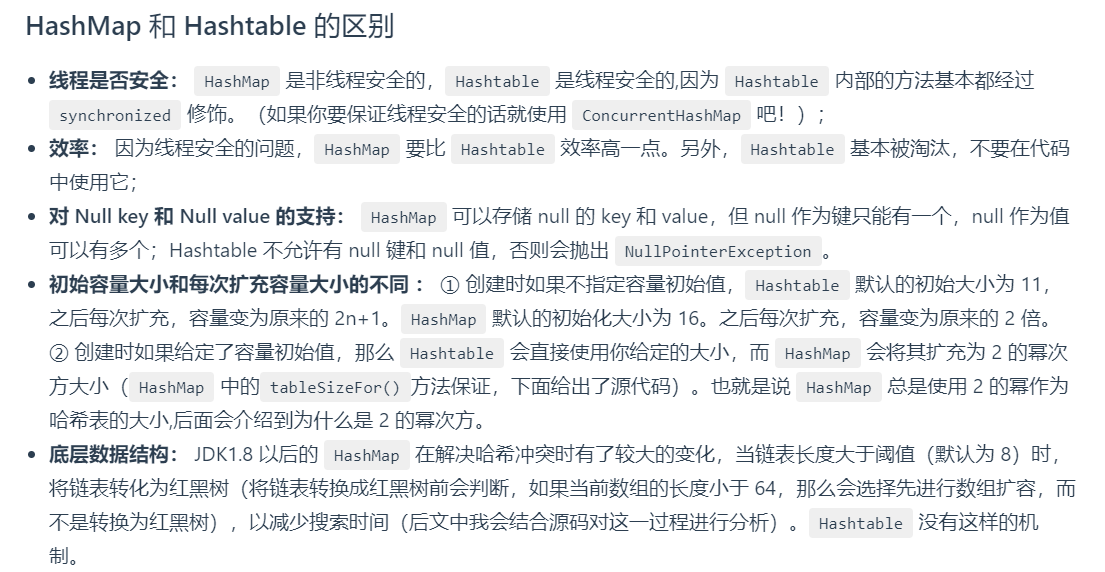 HashMap 和 Hashtable 的区别
• 线程是否安全： HashMap 是非线程安全的，Hashtable 是线程安全的,因为 Hashtable 内部的方法基本都经过
synchronized 修饰。（如果你要保证线程安全的话就使用 ConcurrentHashMap 吧！）；
• 效率： 因为线程安全的问题，HashMap 要比 Hashtable 效率高一点。另外，Hashtable 基本被淘汰，不要在代码
中使用它；
• 对 Null key 和 Null value 的支持： HashMap 可以存储 null 的 key 和 value，但 null 作为键只能有一个，null 作为值
可以有多个；Hashtable 不允许有 null 键和 null 值，否则会抛出 NullPointerException 。
• 初始容量大小和每次扩充容量大小的不同 ： ① 创建时如果不指定容量初始值，Hashtable 默认的初始大小为 11，
之后每次扩充，容量变为原来的 2n+1。HashMap 默认的初始化大小为 16。之后每次扩充，容量变为原来的 2 倍。
② 创建时如果给定了容量初始值，那么 Hashtable 会直接使用你给定的大小，而 HashMap 会将其扩充为 2 的幂次
方大小（HashMap 中的tableSizeFor()方法保证，下面给出了源代码）。也就是说 HashMap 总是使用 2 的幂作为
哈希表的大小,后面会介绍到为什么是 2 的幂次方。
• 底层数据结构： JDK1.8 以后的 HashMap 在解决哈希冲突时有了较大的变化，当链表长度大于阈值（默认为 8）时，
将链表转化为红黑树（将链表转换成红黑树前会判断，如果当前数组的长度小于 64，那么会选择先进行数组扩容，而
不是转换为红黑树），以减少搜索时间（后文中我会结合源码对这一过程进行分析）。Hashtable 没有这样的机
制。